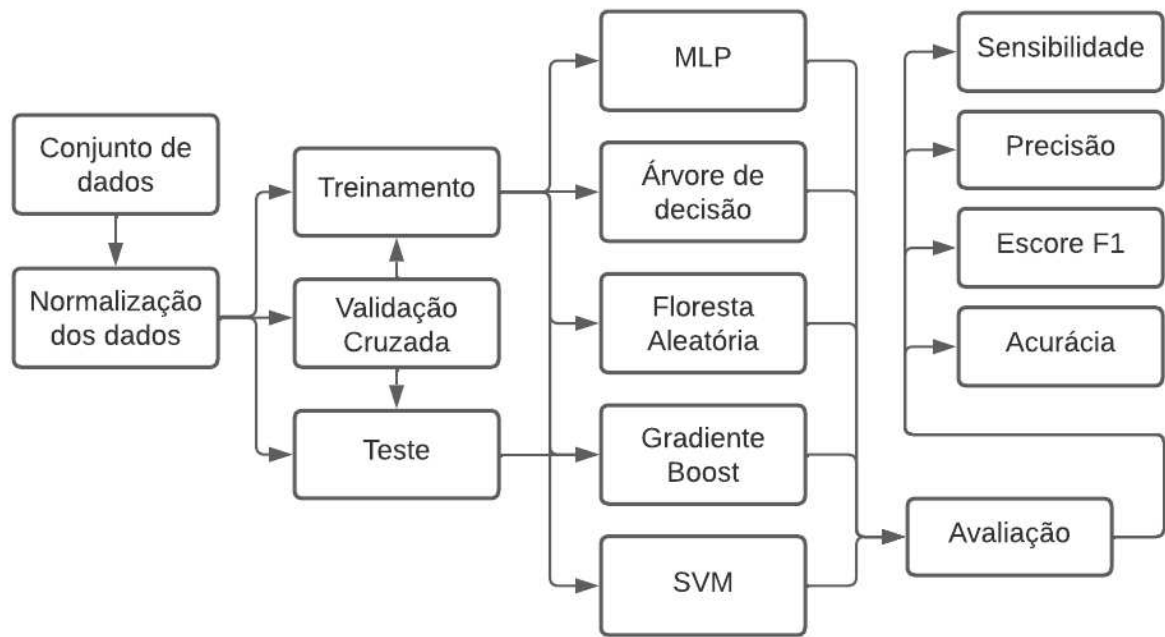 Conjunto de
dados
Normalização
dos dados
Treinamento
Validação
Cruzada
Teste
MLP
Árvore de
decisão
Floresta
Aleatória
Gradiente
Boost
SVM
Avaliação
Sensibilidade
Precisão
Escore F1
Acurácia